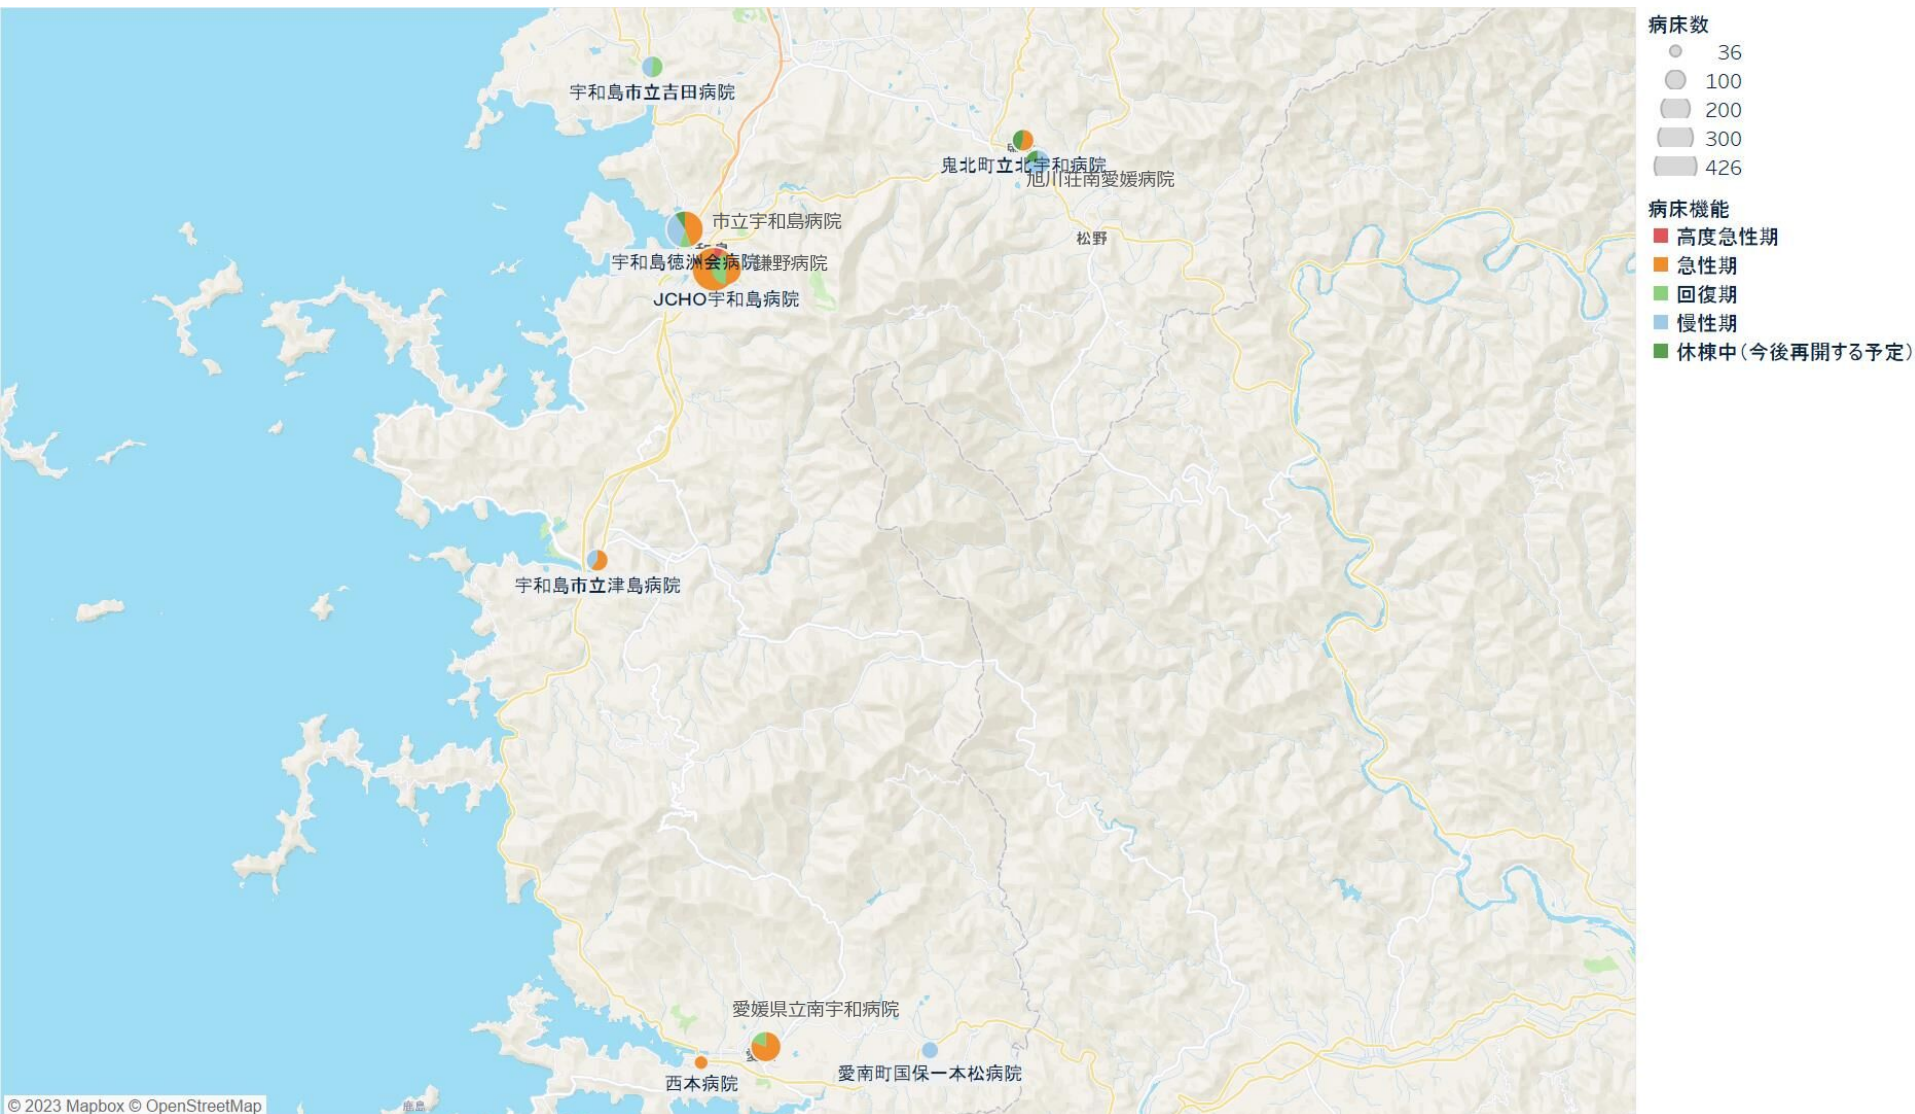 病床数
36
100
200
300
426
病床機能
高度急性期
急性期
回復期
慢性期
休棟中(今後再開する予定)
宇和島市立吉田病院
鬼北町立北宇和病院
旭川荘南愛媛病院
市立宇和島病院
松野
宇和島徳洲会病院
鎌野病院
JCHO宇和島病院
宇和島市立津島病院
愛媛県立南宇和病院
西本病院
愛南町国保一本松病院
鹿島
© 2023 Mapbox © OpenStreetMap